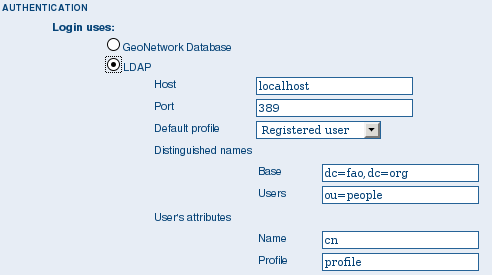 AUTHENTICATION
Login uses:
GeoNetwork Database
LDAP
Host localhost
Port 389
Default profile Registered user
Distinguished names
Base dc=fao,dc=org
Users ou=people
User's attributes
Name cn
Profile profile